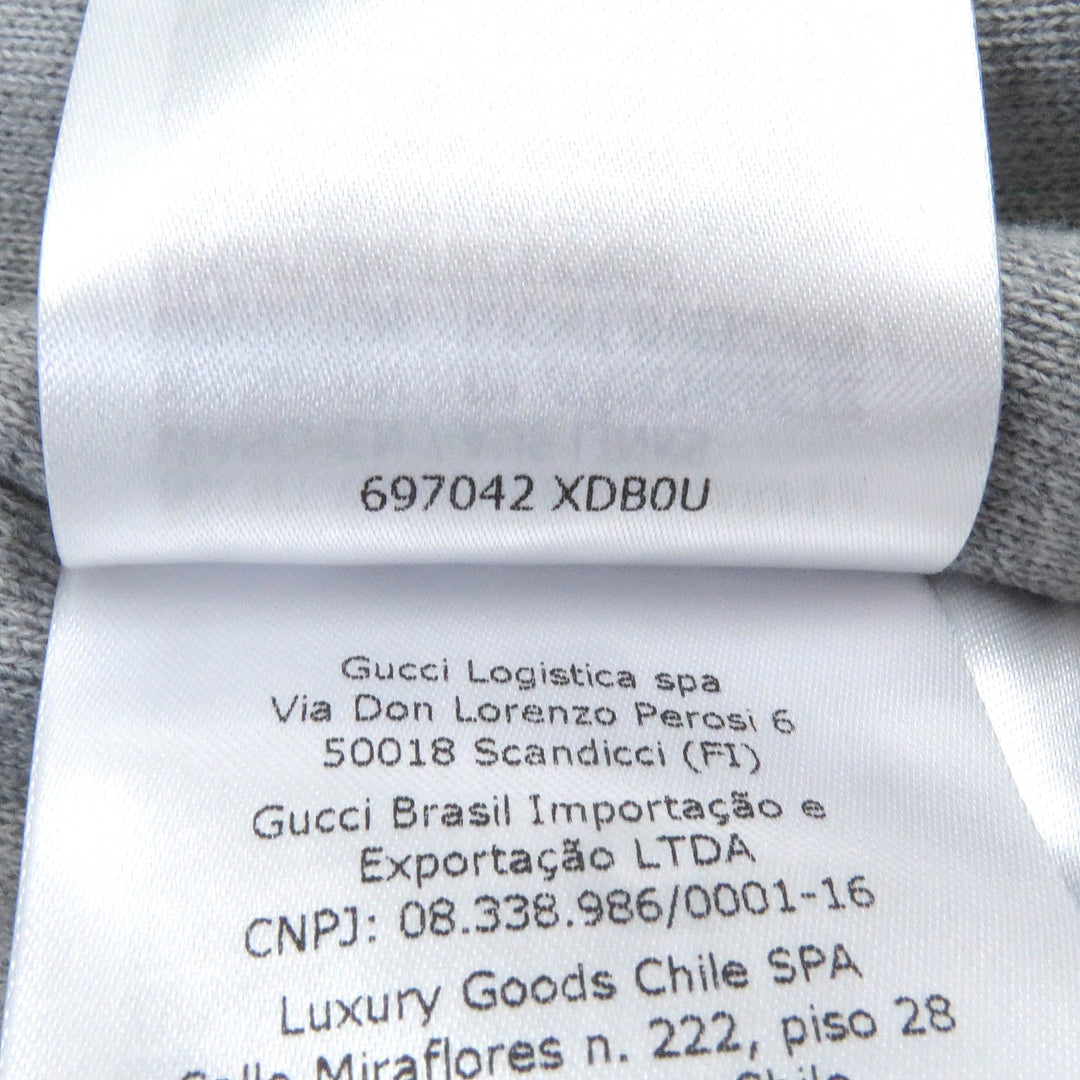 697042 XDB0U
Gucci Logistica spa
Via Don Lorenzo Perosi 6
50018 Scandicci (FI)
Gucci Brasil Importação e
Exportação LTDA
CNPJ: 08.338.986/0001-16
Luxury Goods Chile SPA
Miraflores n. 222, piso 28
Chile